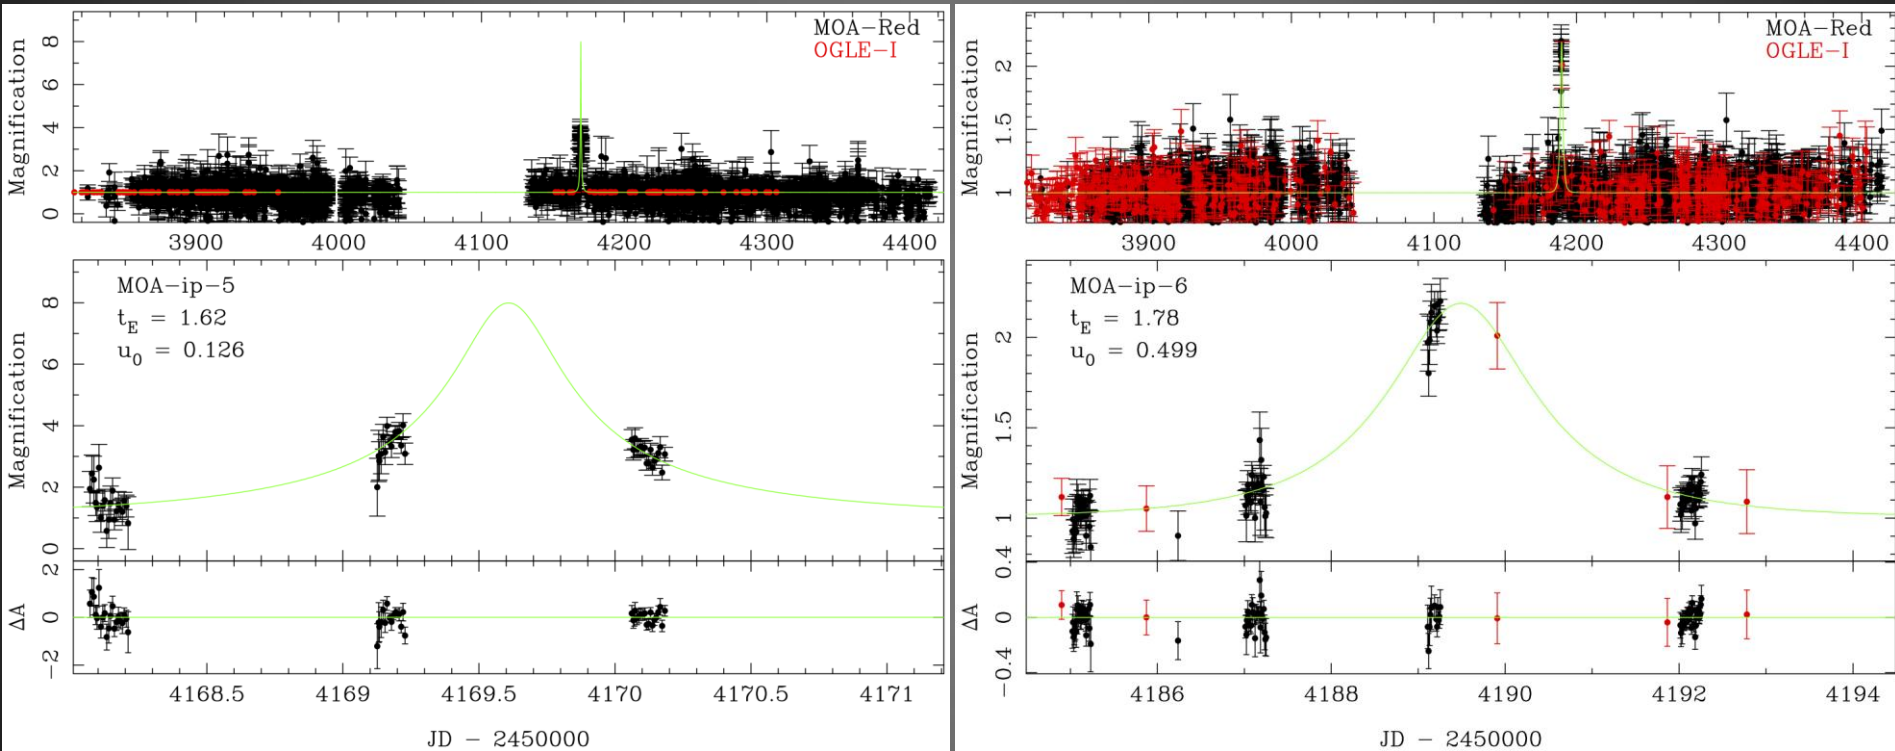 MOA-Red
OGLE-I
Magnification
8
6
4
2
0
3900 4000 4100 4200 4300 4400
MOA-ip-5
t_E = 1.62
u_0 = 0.126
Magnification
8
6
4
2
0
ΔA
2
0
-2
4168.5 4169 4169.5 4170 4170.5 4171
JD - 2450000
MOA-Red
OGLE-I
Magnification
2
1.5
1
3900 4000 4100 4200 4300 4400
MOA-ip-6
t_E = 1.78
u_0 = 0.499
Magnification
2
1.5
1
ΔA
0.4
0
-0.4
4186 4188 4190 4192 4194
JD - 2450000